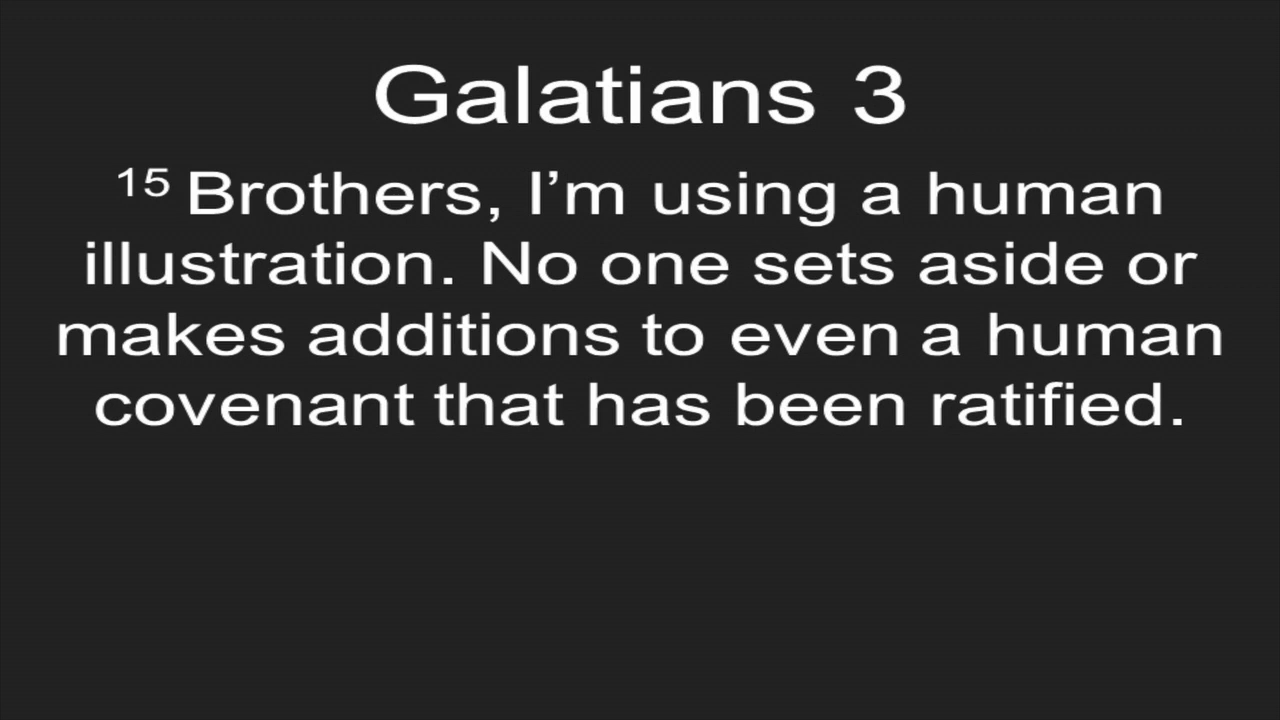 Galatians 3
15 Brothers, I’m using a human
illustration. No one sets aside or
makes additions to even a human
covenant that has been ratified.